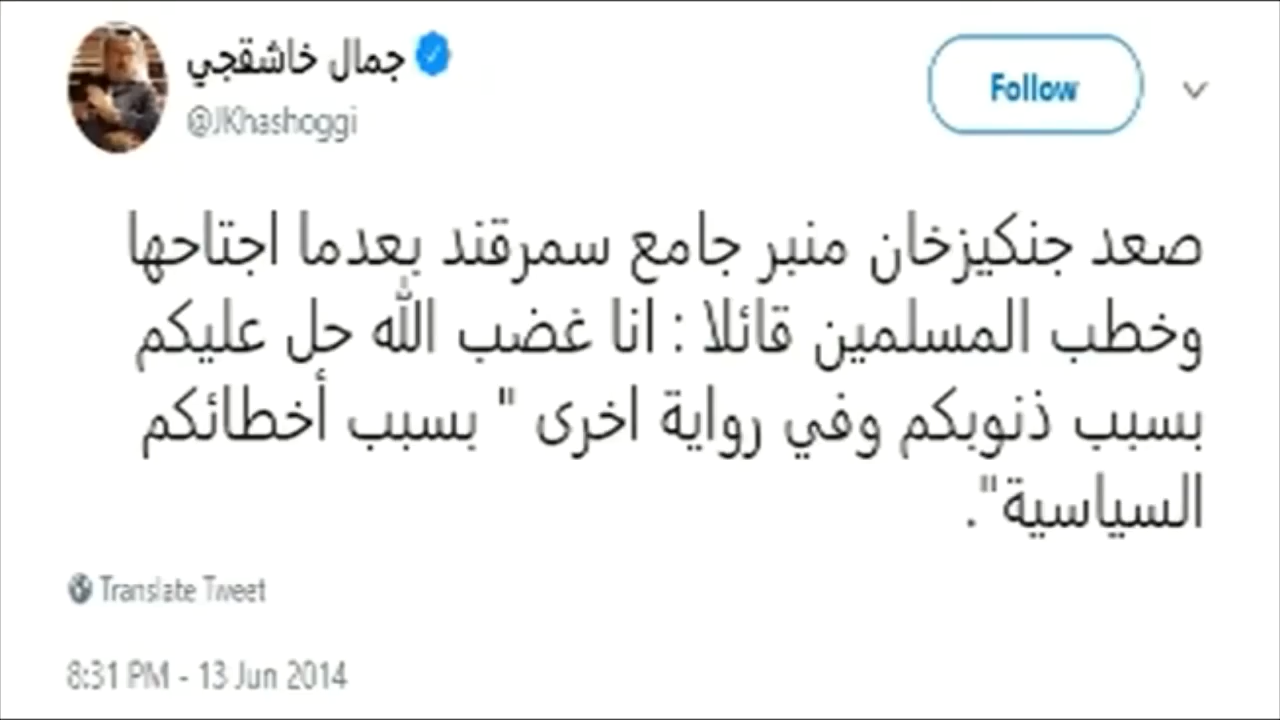 جمال خاشقجي
@JKhashoggi
Follow
صعد جنكيزخان منبر جامع سمرقند بعدما اجتاحها
وخطب المسلمين قائلا : انا غضب الله حل عليكم
بسبب ذنوبكم وفي رواية اخرى " بسبب أخطائكم
السياسية".
Translate Tweet
8:31 PM - 13 Jun 2014